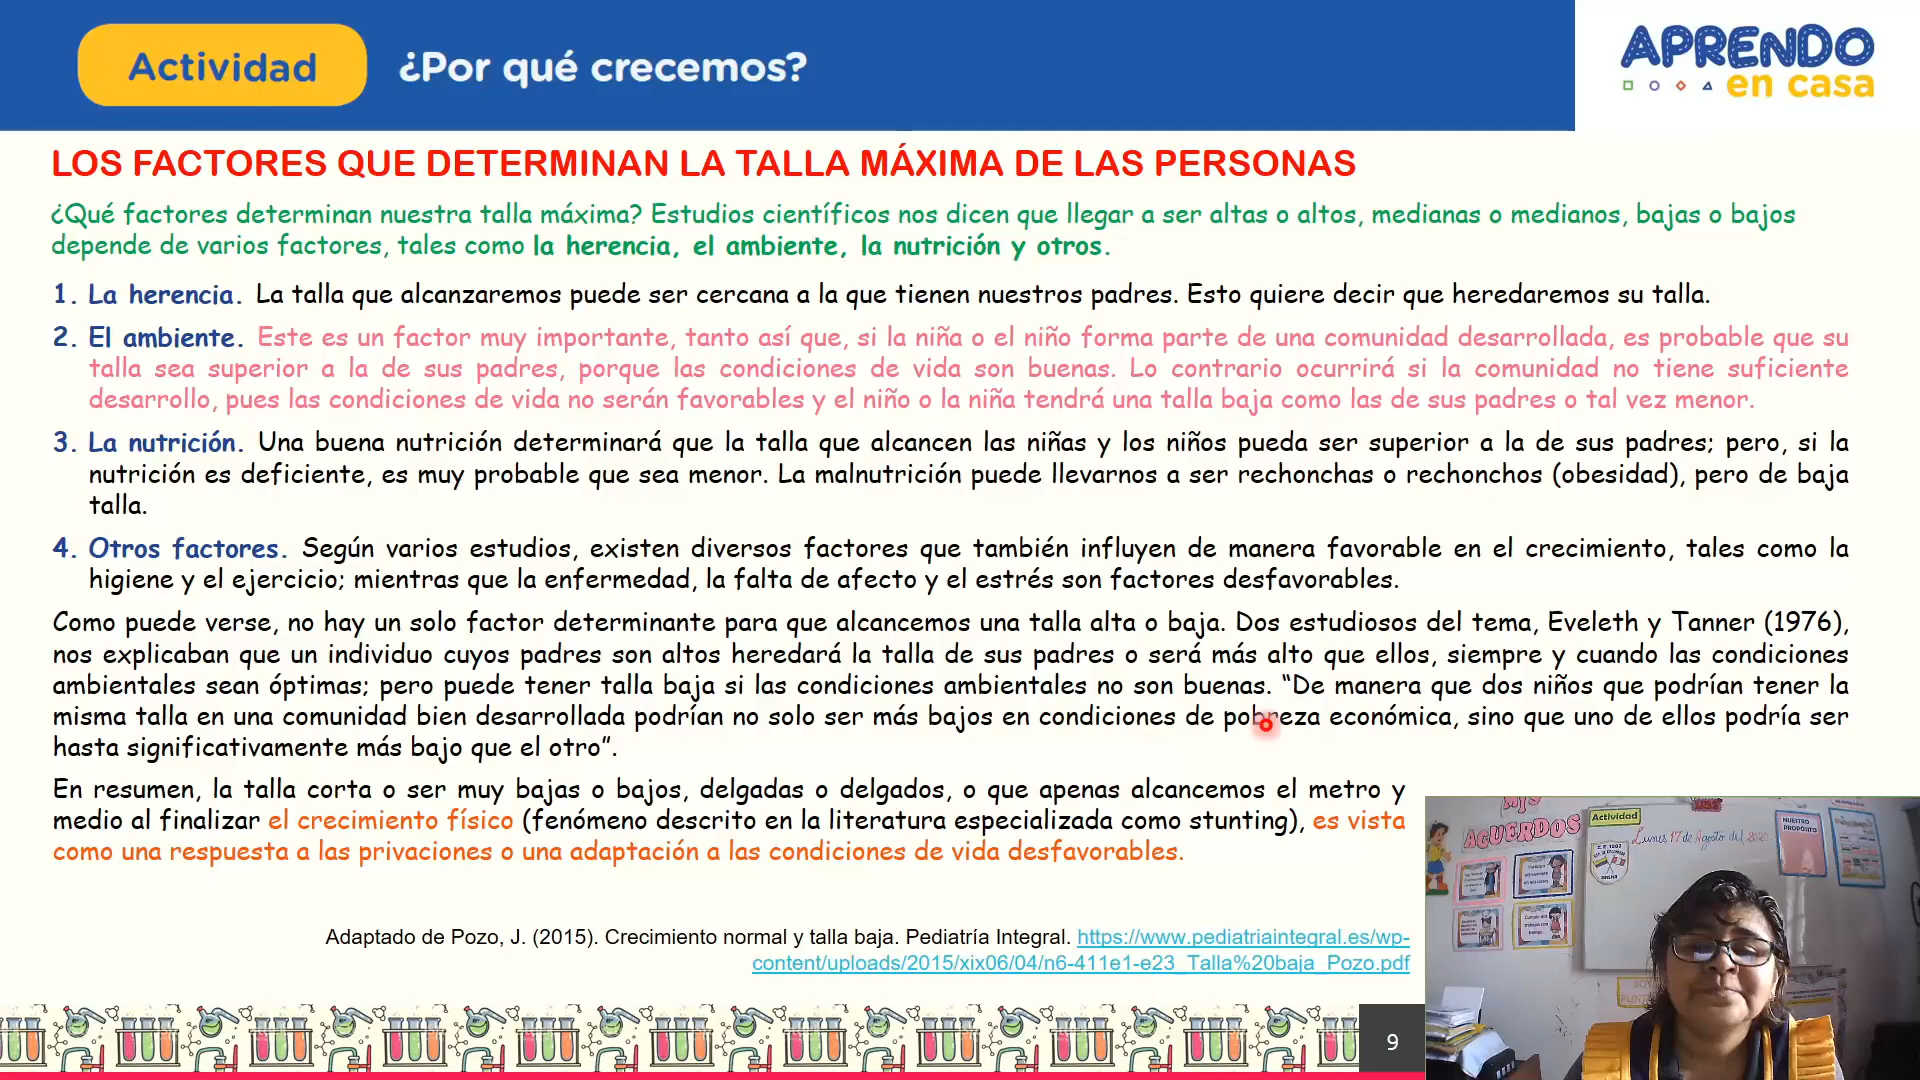 Actividad
¿Por qué crecemos?
APRENDO
en casa
LOS FACTORES QUE DETERMINAN LA TALLA MÁXIMA DE LAS PERSONAS
¿Qué factores determinan nuestra talla máxima? Estudios científicos nos dicen que llegar a ser altas o altos, medianas o medianos, bajas o bajos
depende de varios factores, tales como la herencia, el ambiente, la nutrición y otros.
1. La herencia. La talla que alcanzaremos puede ser cercana a la que tienen nuestros padres. Esto quiere decir que heredaremos su talla.
2. El ambiente. Este es un factor muy importante, tanto así que, si la niña o el niño forma parte de una comunidad desarrollada, es probable que su
talla sea superior a la de sus padres, porque las condiciones de vida son buenas. Lo contrario ocurrirá si la comunidad no tiene suficiente
desarrollo, pues las condiciones de vida no serán favorables y el niño o la niña tendrá una talla baja como las de sus padres o tal vez menor.
3. La nutrición. Una buena nutrición determinará que la talla que alcancen las niñas y los niños pueda ser superior a la de sus padres; pero, si la
nutrición es deficiente, es muy probable que sea menor. La malnutrición puede llevarnos a ser rechonchas o rechonchos (obesidad), pero de baja
talla.
4. Otros factores. Según varios estudios, existen diversos factores que también influyen de manera favorable en el crecimiento, tales como la
higiene y el ejercicio; mientras que la enfermedad, la falta de afecto y el estrés son factores desfavorables.
Como puede verse, no hay un solo factor determinante para que alcancemos una talla alta o baja. Dos estudiosos del tema, Eveleth y Tanner (1976),
nos explicaban que un individuo cuyos padres son altos heredará la talla de sus padres o será más alto que ellos, siempre y cuando las condiciones
ambientales sean óptimas; pero puede tener talla baja si las condiciones ambientales no son buenas. “De manera que dos niños que podrían tener la
misma talla en una comunidad bien desarrollada podrían no solo ser más bajos en condiciones de pobreza económica, sino que uno de ellos podría ser
hasta significativamente más bajo que el otro”.
En resumen, la talla corta o ser muy bajas o bajos, delgadas o delgados, o que apenas alcancemos el metro y
medio al finalizar el crecimiento físico (fenómeno descrito en la literatura especializada como stunting), es vista
como una respuesta a las privaciones o una adaptación a las condiciones de vida desfavorables.
Adaptado de Pozo, J. (2015). Crecimiento normal y talla baja. Pediatría Integral. https://www.pediatriaintegral.es/wp-
content/uploads/2015/xix06/04/n6-411e1-e23_Talla%20baja_Pozo.pdf
9
MIS
ACUERDOS
Actividad
Lunes 17 de Agosto del 2020
NUESTRO
PROPÓSITO